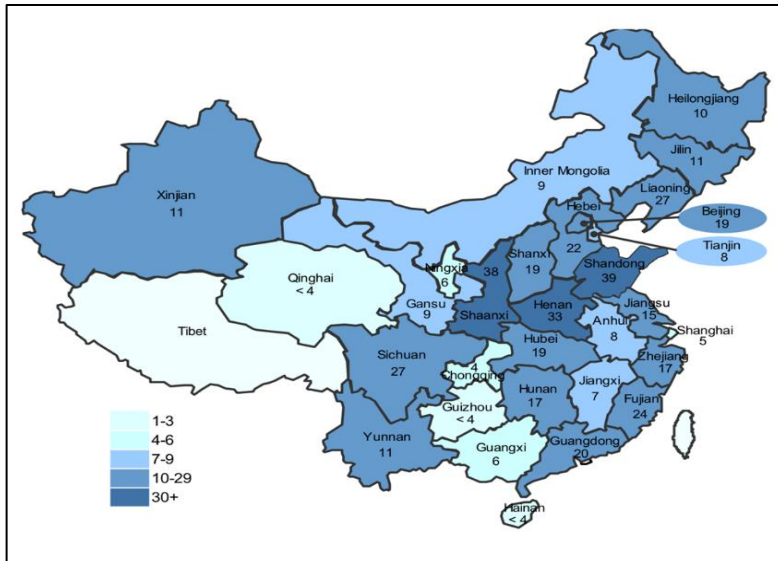 Heilongjiang
10
Jilin
11
Inner Mongolia
9
Liaoning
27
Xinjian
11
Hebei
22
Beijing
19
Tianjin
8
Qinghai
< 4
Ningxia
6
38
Shaanxi
Shanxi
19
Shandong
39
Gansu
9
Henan
33
Jiangsu
15
Tibet
Anhui
8
Shanghai
5
Sichuan
27
Hubei
19
Zhejiang
17
4
Chongqing
Hunan
17
Jiangxi
7
Guizhou
< 4
Fujian
24
Yunnan
11
Guangxi
6
Guangdong
20
Hainan
< 4
1-3
4-6
7-9
10-29
30+